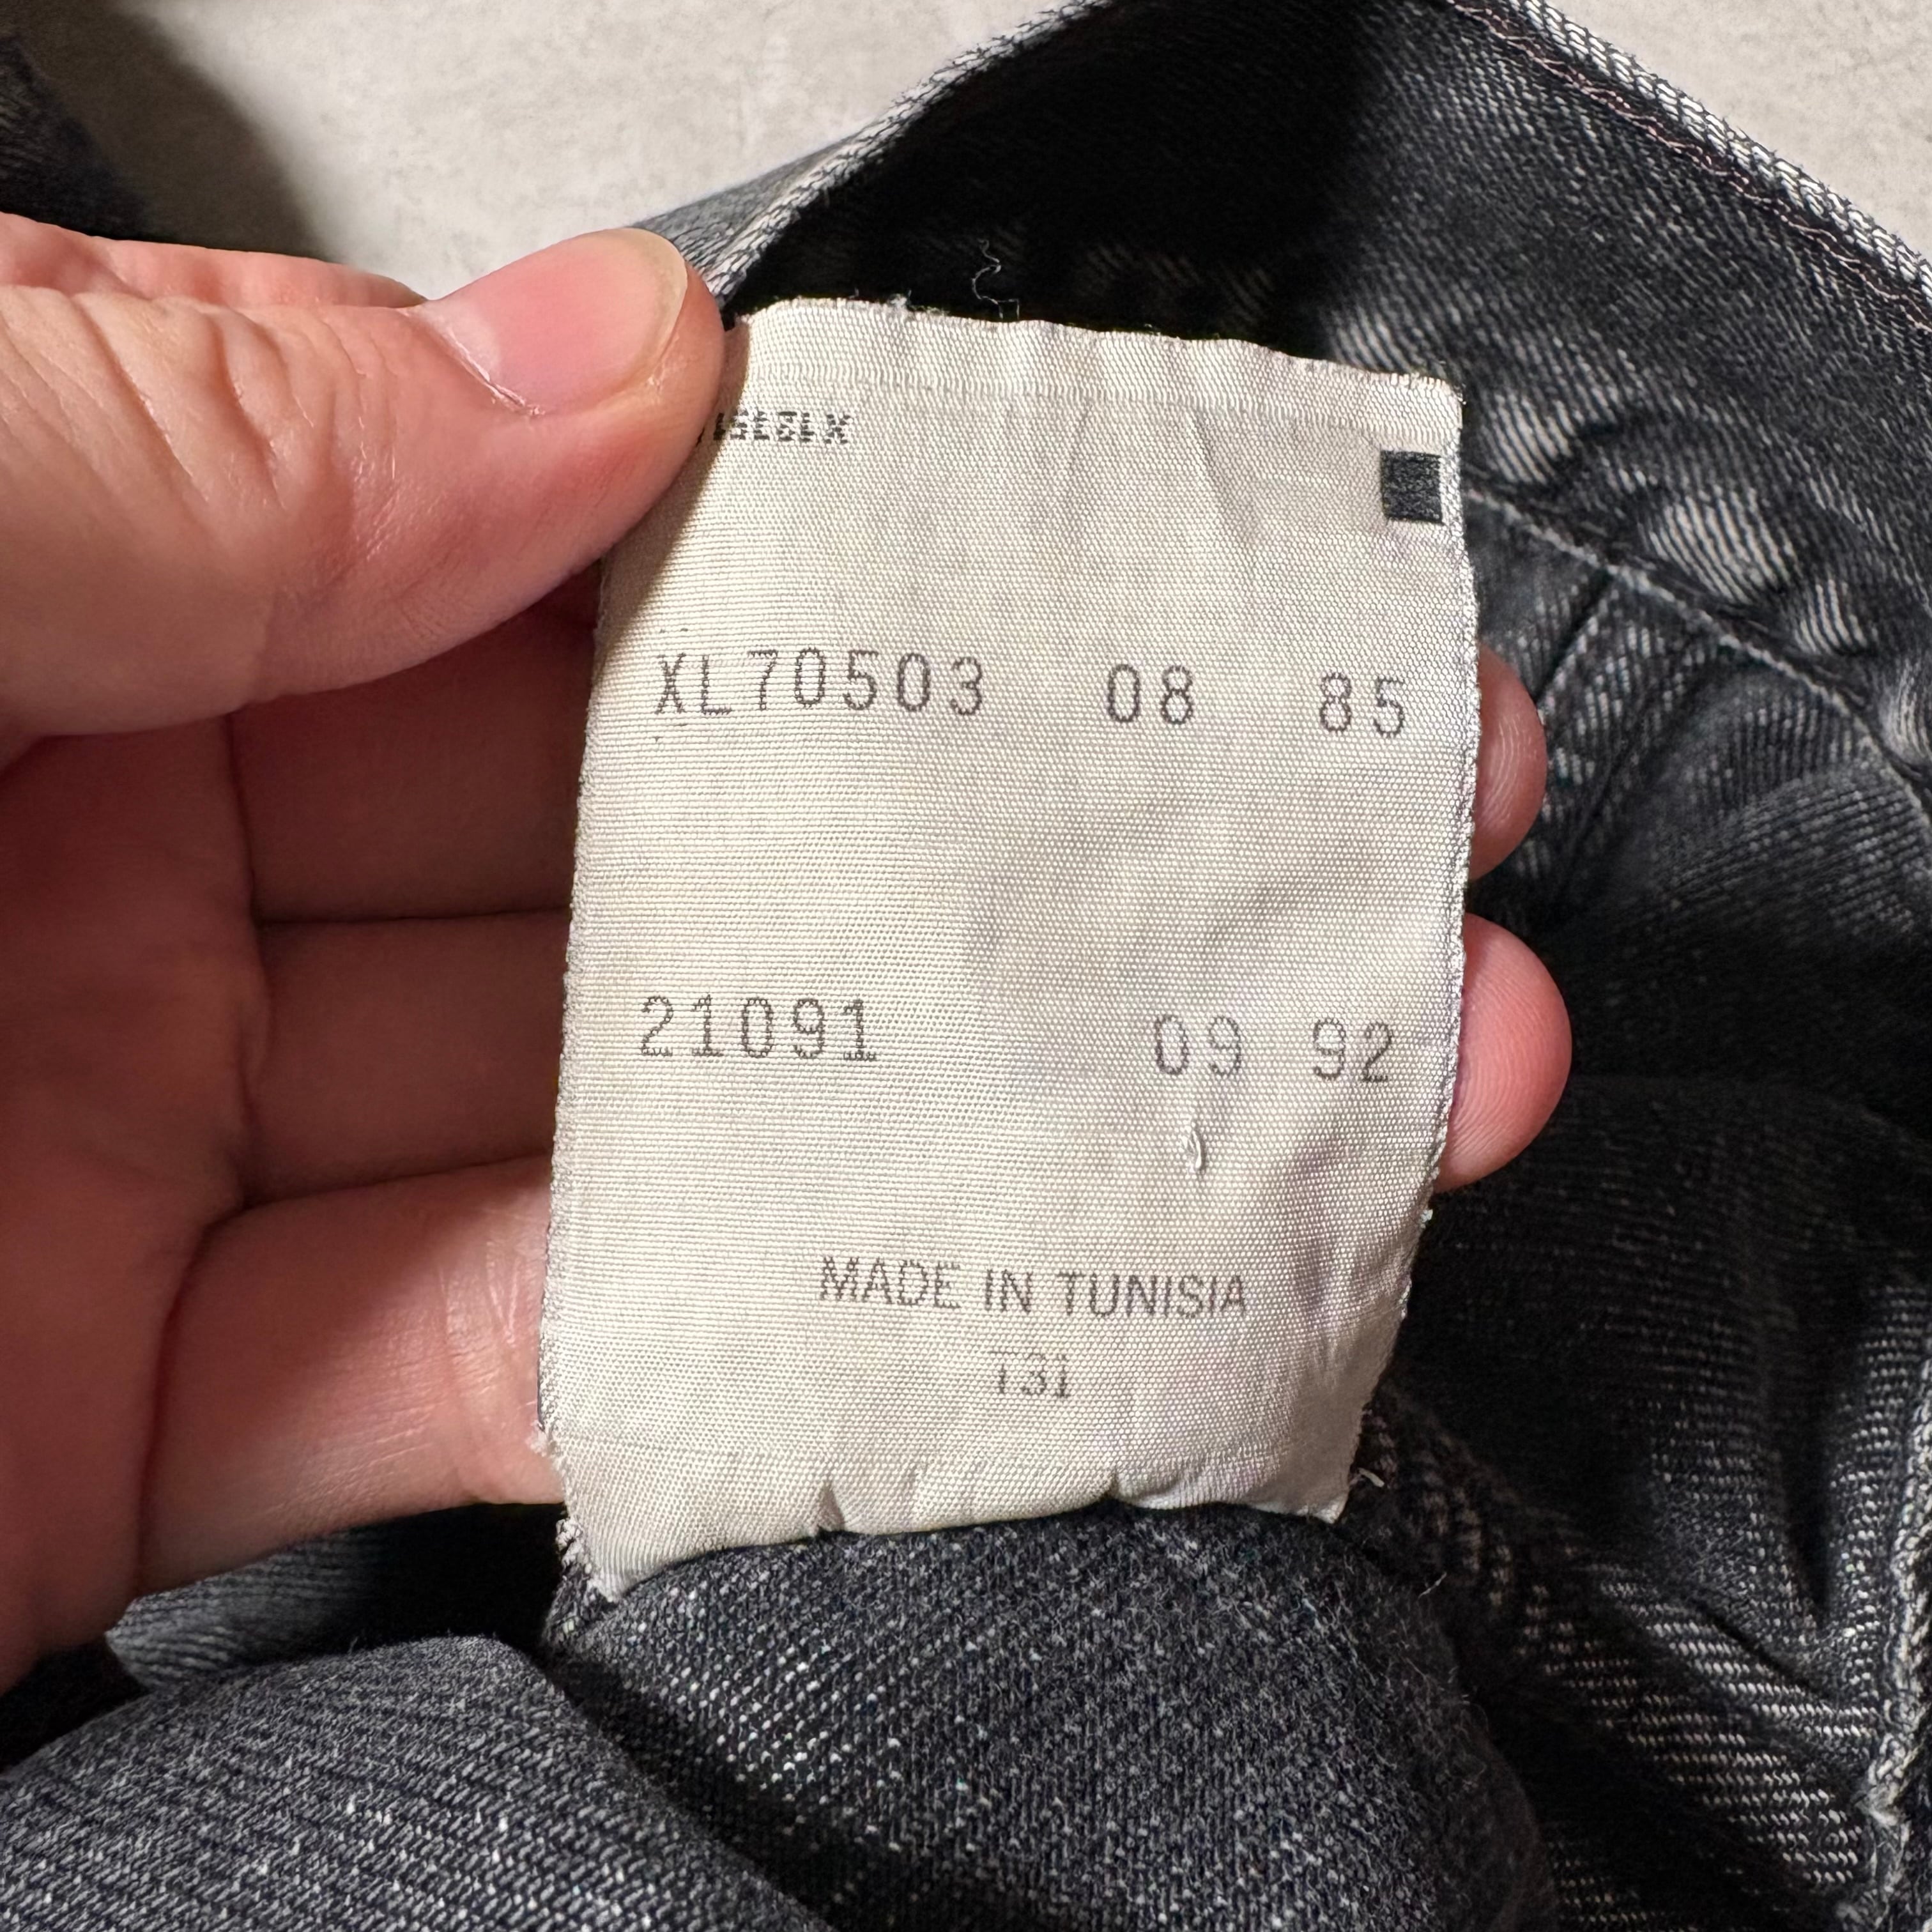 XL70503 08 85
21091 09 92
MADE IN TUNISIA
T31